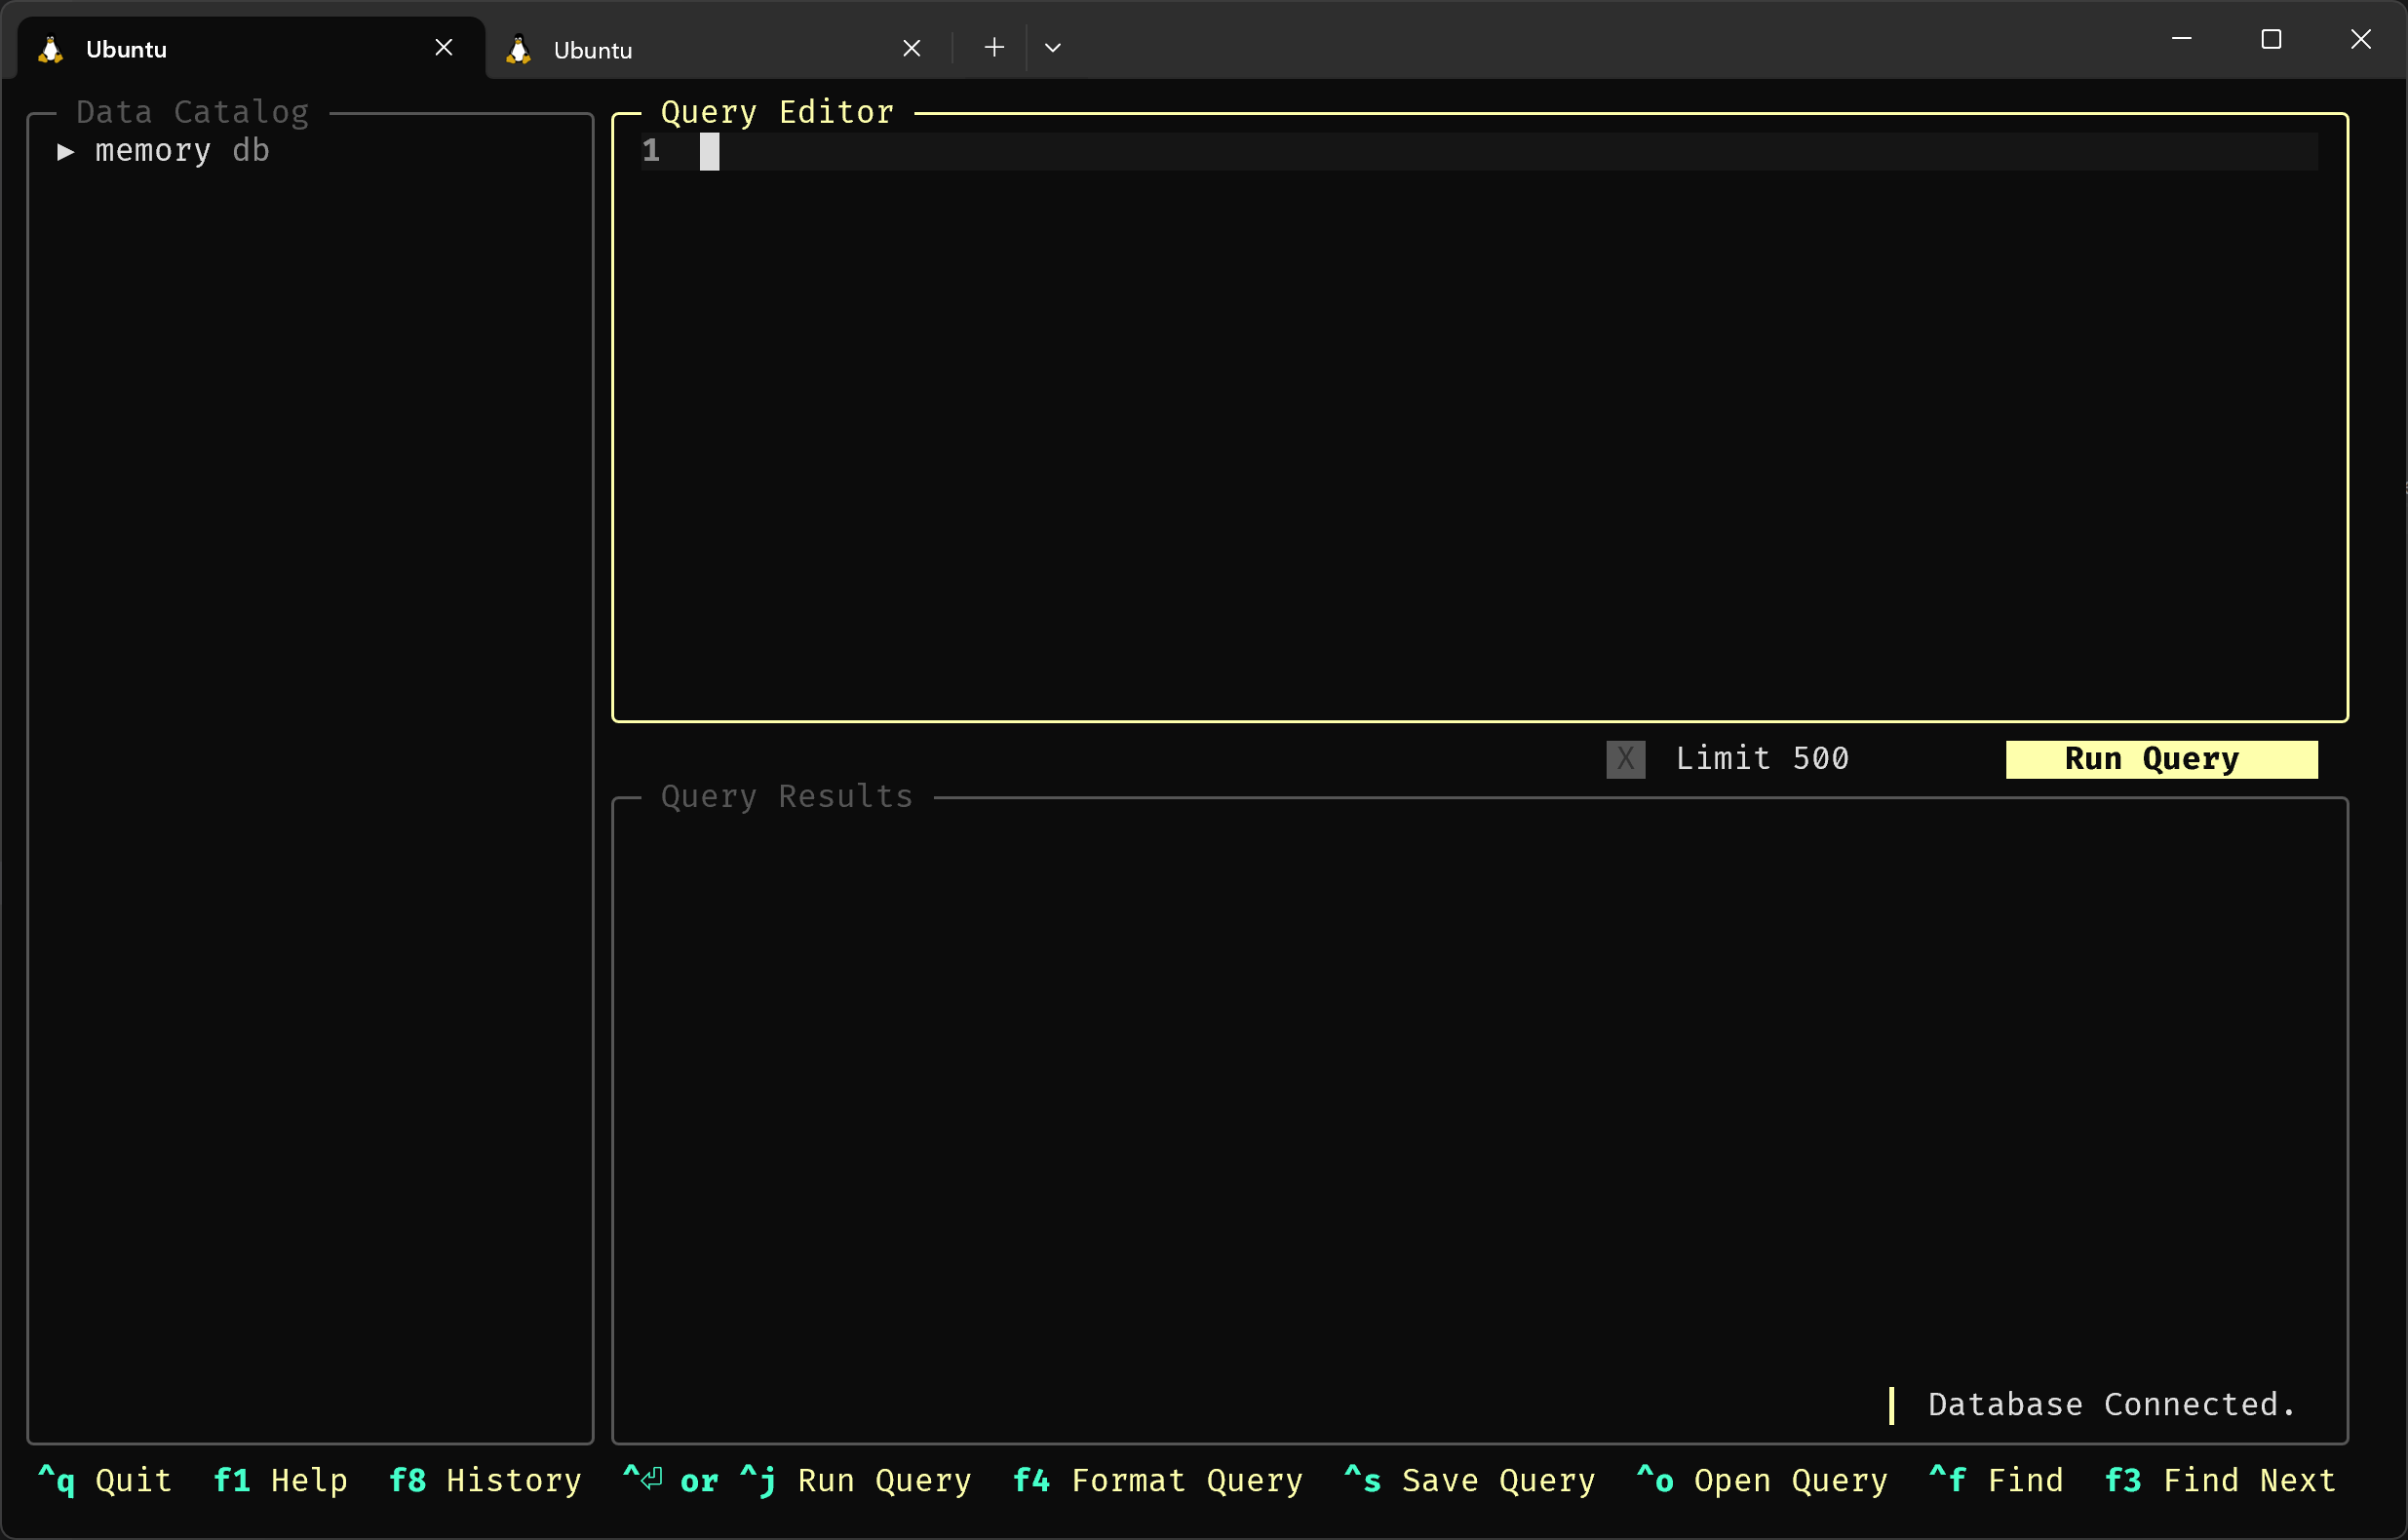 Ubuntu
Ubuntu
Data Catalog
▶ memory db
Query Editor
1
X Limit 500
Run Query
Query Results
Database Connected.
^q Quit f1 Help f8 History ^⏎ or ^j Run Query f4 Format Query ^s Save Query ^o Open Query ^f Find f3 Find Next